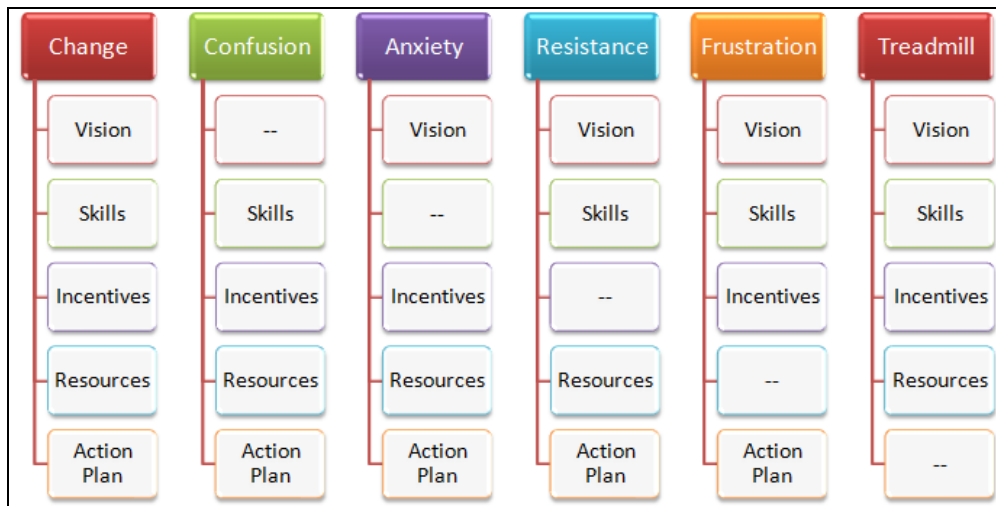 Change
Vision
Skills
Incentives
Resources
Action
Plan
Confusion
--
Skills
Incentives
Resources
Action
Plan
Anxiety
Vision
--
Incentives
Resources
Action
Plan
Resistance
Vision
Skills
--
Resources
Action
Plan
Frustration
Vision
Skills
Incentives
--
Action
Plan
Treadmill
Vision
Skills
Incentives
Resources
--